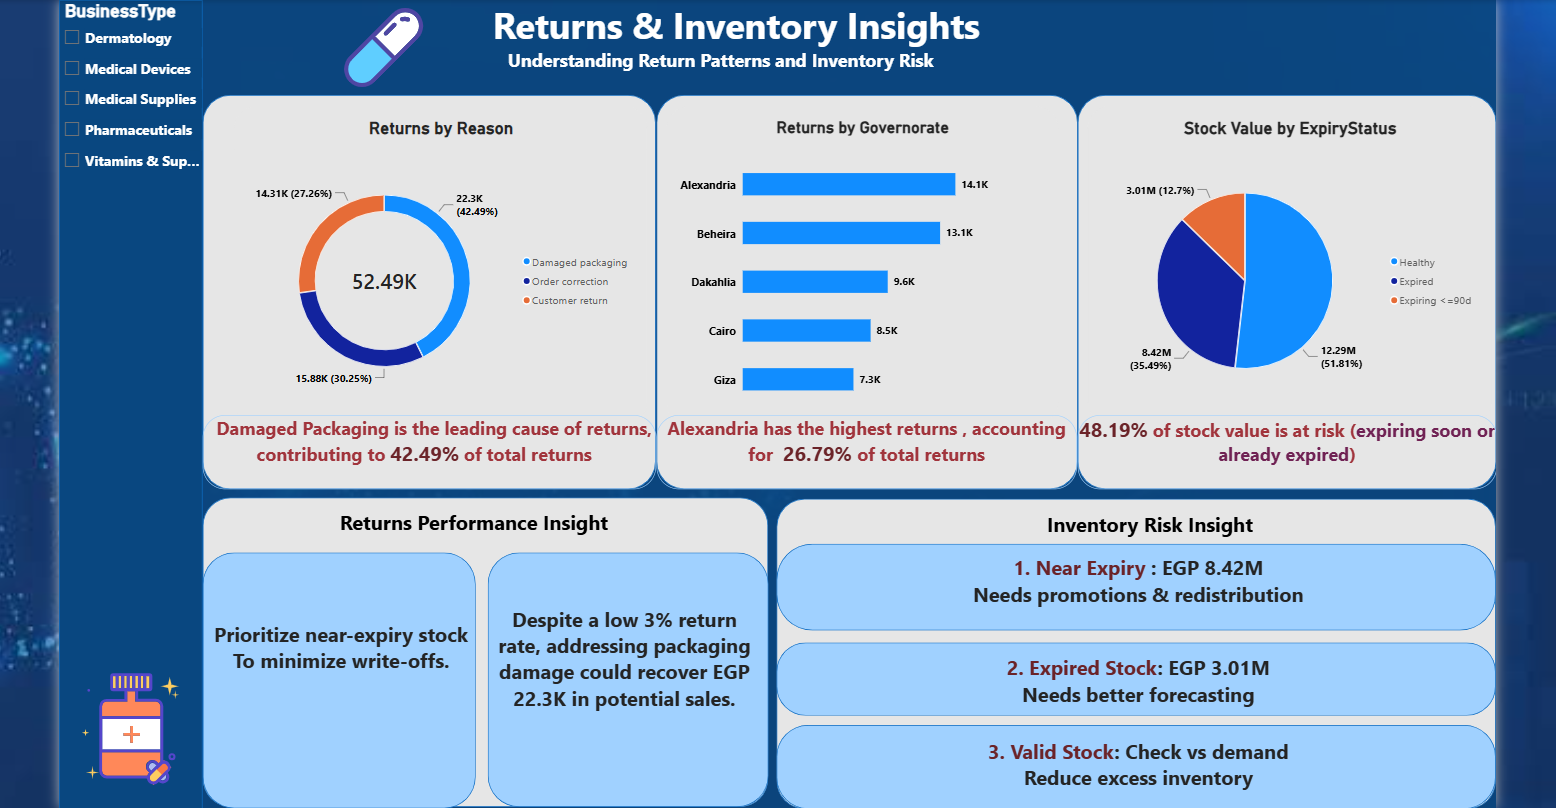 BusinessType
Dermatology
Medical Devices
Medical Supplies
Pharmaceuticals
Vitamins & Sup...
Returns & Inventory Insights
Understanding Return Patterns and Inventory Risk
Returns by Reason
14.31K (27.26%)
22.3K
(42.49%)
52.49K
15.88K (30.25%)
Damaged packaging
Order correction
Customer return
Damaged Packaging is the leading cause of returns,
contributing to 42.49% of total returns
Returns by Governorate
Alexandria
14.1K
Beheira
13.1K
Dakahlia
9.6K
Cairo
8.5K
Giza
7.3K
Alexandria has the highest returns , accounting
for 26.79% of total returns
Stock Value by ExpiryStatus
3.01M (12.7%)
8.42M
(35.49%)
12.29M
(51.81%)
Healthy
Expired
Expiring <=90d
48.19% of stock value is at risk (expiring soon or
already expired)
Returns Performance Insight
Prioritize near-expiry stock
To minimize write-offs.
Despite a low 3% return
rate, addressing packaging
damage could recover EGP
22.3K in potential sales.
Inventory Risk Insight
1. Near Expiry : EGP 8.42M
Needs promotions & redistribution
2. Expired Stock: EGP 3.01M
Needs better forecasting
3. Valid Stock: Check vs demand
Reduce excess inventory